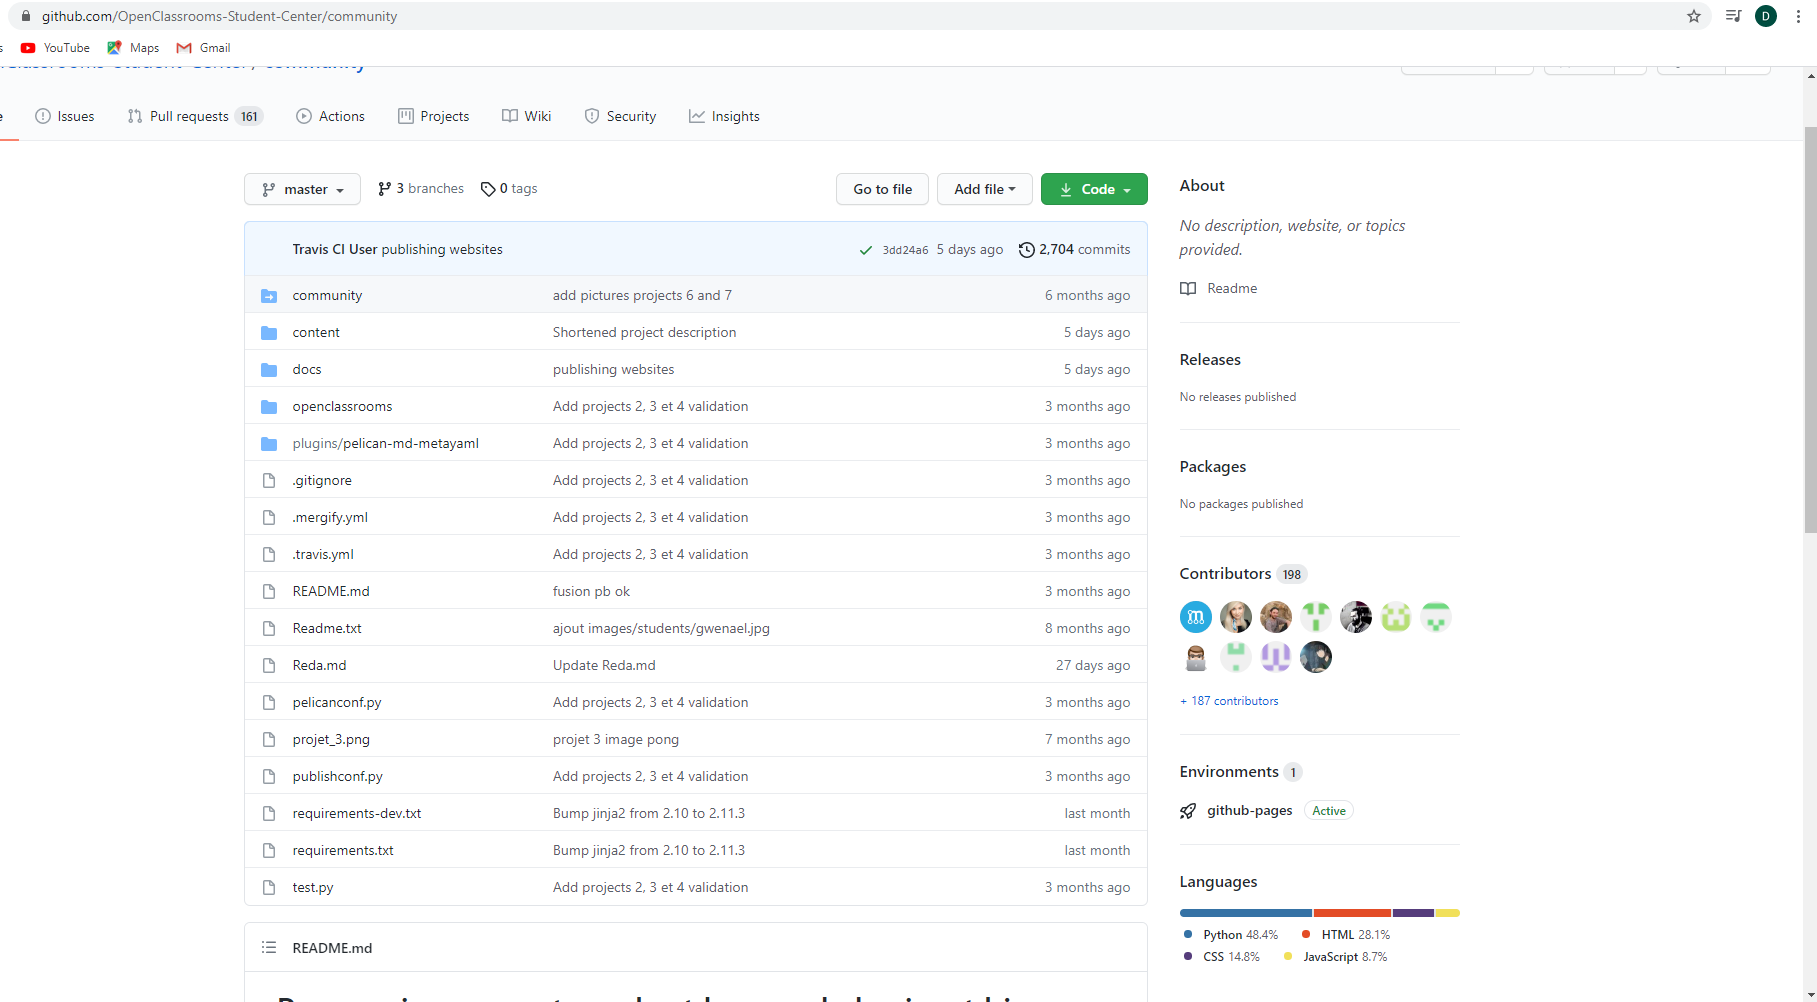 github.com/OpenClassrooms-Student-Center/community
D
s YouTube Maps Gmail
community
e Issues Pull requests 161 Actions Projects Wiki Security Insights
master 3 branches 0 tags Go to file Add file Code
Travis CI User publishing websites 3dd24a6 5 days ago 2,704 commits
community add pictures projects 6 and 7 6 months ago
content Shortened project description 5 days ago
docs publishing websites 5 days ago
openclassrooms Add projects 2, 3 et 4 validation 3 months ago
plugins/pelican-md-metayaml Add projects 2, 3 et 4 validation 3 months ago
.gitignore Add projects 2, 3 et 4 validation 3 months ago
.mergify.yml Add projects 2, 3 et 4 validation 3 months ago
.travis.yml Add projects 2, 3 et 4 validation 3 months ago
README.md fusion pb ok 3 months ago
Readme.txt ajout images/students/gwenael.jpg 8 months ago
Reda.md Update Reda.md 27 days ago
pelicanconf.py Add projects 2, 3 et 4 validation 3 months ago
projet_3.png projet 3 image pong 7 months ago
publishconf.py Add projects 2, 3 et 4 validation 3 months ago
requirements-dev.txt Bump jinja2 from 2.10 to 2.11.3 last month
requirements.txt Bump jinja2 from 2.10 to 2.11.3 last month
test.py Add projects 2, 3 et 4 validation 3 months ago
README.md
About
No description, website, or topics
provided.
Readme
Releases
No releases published
Packages
No packages published
Contributors 198
+ 187 contributors
Environments 1
github-pages Active
Languages
Python 48.4% HTML 28.1%
CSS 14.8% JavaScript 8.7%